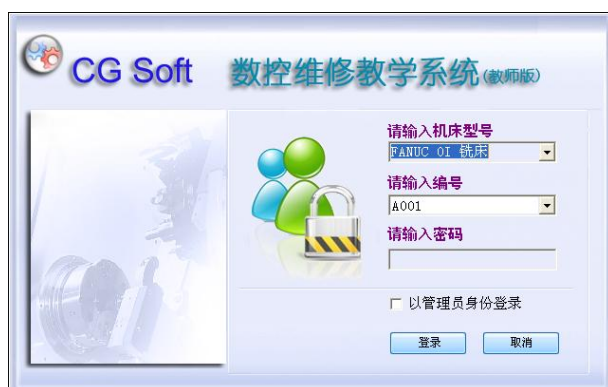 CG Soft 数控维修教学系统(教师版)
请输入机床型号
FANUC OI 铣床
请输入编号
A001
请输入密码
以管理员身份登录
登录 取消